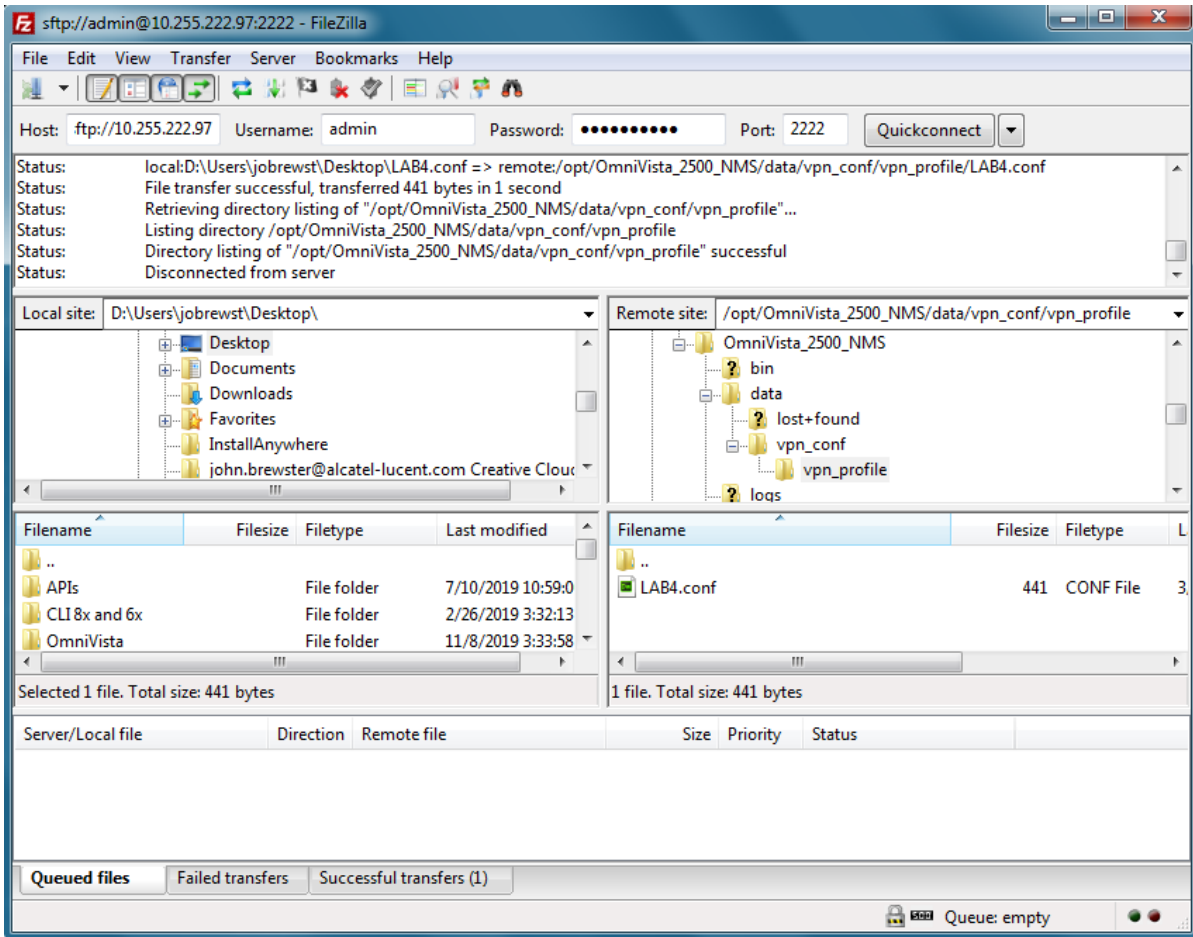 sftp://admin@10.255.222.97:2222 - FileZilla
File Edit View Transfer Server Bookmarks Help
Host: ftp://10.255.222.97 Username: admin Password: ●●●●●●●●●● Port: 2222 Quickconnect
Status: local:D:\Users\jobrewst\Desktop\LAB4.conf => remote:/opt/OmniVista_2500_NMS/data/vpn_conf/vpn_profile/LAB4.conf
Status: File transfer successful, transferred 441 bytes in 1 second
Status: Retrieving directory listing of "/opt/OmniVista_2500_NMS/data/vpn_conf/vpn_profile"...
Status: Listing directory /opt/OmniVista_2500_NMS/data/vpn_conf/vpn_profile
Status: Directory listing of "/opt/OmniVista_2500_NMS/data/vpn_conf/vpn_profile" successful
Status: Disconnected from server
Local site: D:\Users\jobrewst\Desktop\
Desktop
Documents
Downloads
Favorites
InstallAnywhere
john.brewster@alcatel-lucent.com Creative Cloud
Remote site: /opt/OmniVista_2500_NMS/data/vpn_conf/vpn_profile
OmniVista_2500_NMS
bin
data
lost+found
vpn_conf
vpn_profile
logs
Filename Filesize Filetype Last modified
..
APIs File folder 7/10/2019 10:59:0
CLI 8x and 6x File folder 2/26/2019 3:32:13
OmniVista File folder 11/8/2019 3:33:58
Selected 1 file. Total size: 441 bytes
Filename Filesize Filetype L
..
LAB4.conf 441 CONF File 3,
1 file. Total size: 441 bytes
Server/Local file Direction Remote file Size Priority Status
Queued files Failed transfers Successful transfers (1)
Queue: empty